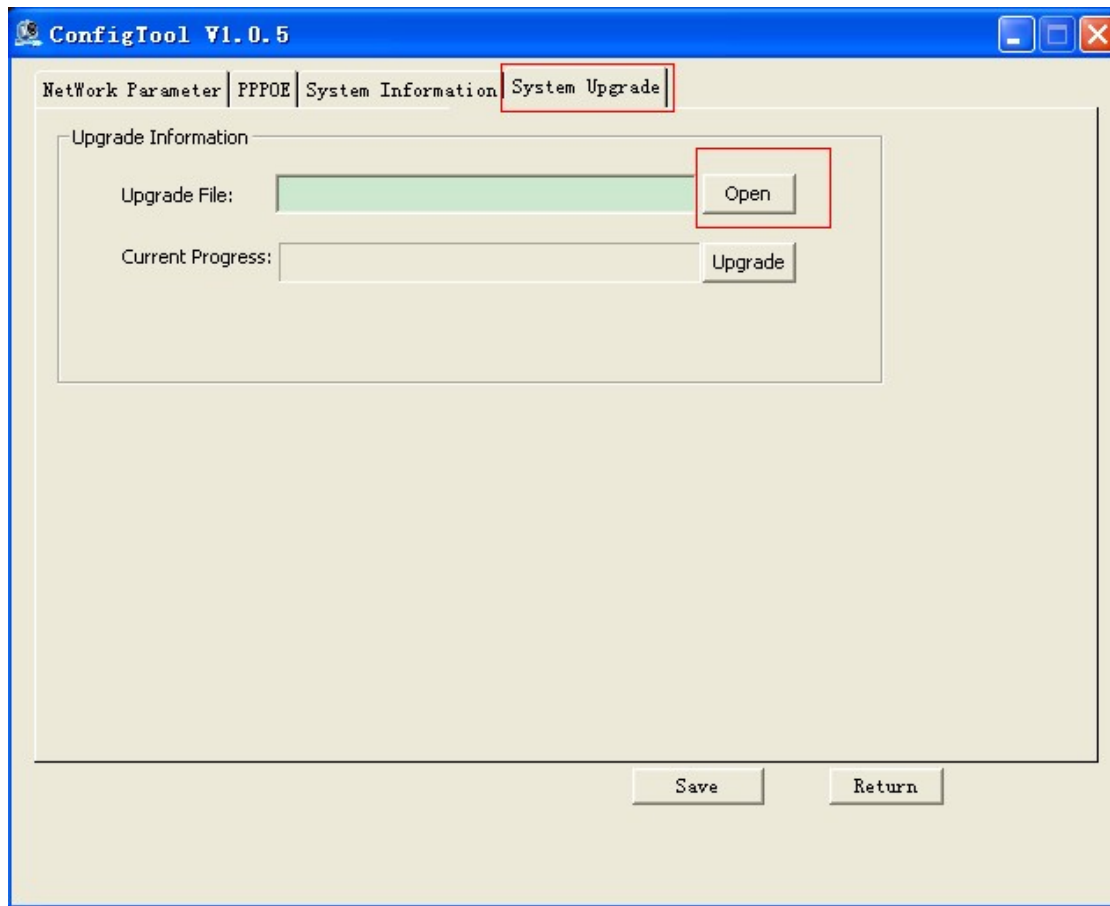 ConfigTool V1.0.5
NetWork Parameter PPPOE System Information System Upgrade
Upgrade Information
Upgrade File: Open
Current Progress: Upgrade
Save Return